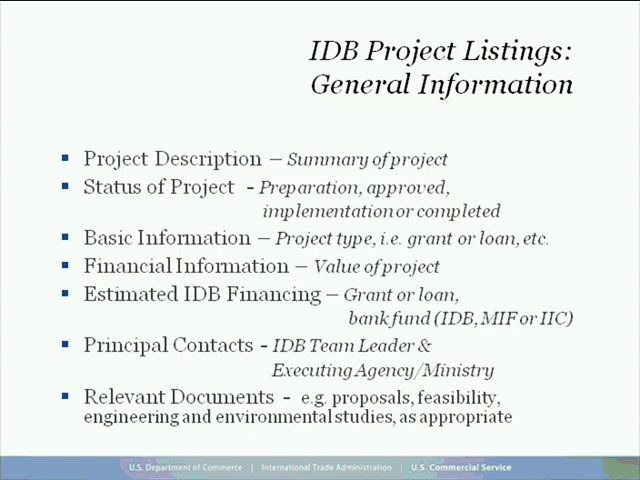 IDB Project Listings:
General Information
▪ Project Description – Summary of project
▪ Status of Project - Preparation, approved,
implementation or completed
▪ Basic Information – Project type, i.e. grant or loan, etc.
▪ Financial Information – Value of project
▪ Estimated IDB Financing – Grant or loan,
bank fund (IDB, MIF or IIC)
▪ Principal Contacts - IDB Team Leader &
Executing Agency/Ministry
▪ Relevant Documents - e.g. proposals, feasibility,
engineering and environmental studies, as appropriate
U.S. Department of Commerce | International Trade Administration | U.S. Commercial Service